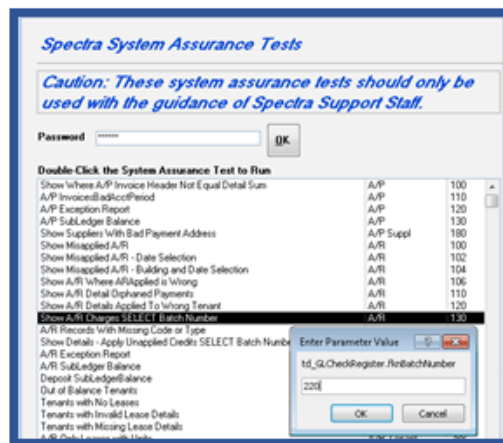 Spectra System Assurance Tests
Caution: These system assurance tests should only be
used with the guidance of Spectra Support Staff.
Password ****** OK
Double-Click the System Assurance Test to Run
Show Where A/P Invoice Header Not Equal Detail Sum A/P 100
A/P InvoicesBadAcctPeriod A/P 110
A/P Exception Report A/P 120
A/P SubLedger Balance A/P 130
Show Suppliers With Bad Payment Address A/P Suppl 180
Show Misapplied A/R A/R 100
Show Misapplied A/R - Date Selection A/R 102
Show Misapplied A/R - Building and Date Selection A/R 104
Show A/R Where ARApplied is Wrong A/R 106
Show A/R Detail Orphaned Payments A/R 110
Show A/R Details Applied To Wrong Tenant A/R 120
Show A/R Charges SELECT Batch Number A/R 130
A/R Records With Missing Code or Type
Show Details - Apply Unapplied Credits SELECT Batch Numbe
A/R Exception Report
A/R SubLedger Balance
Deposit SubLedgerBalance
Out of Balance Tenants
Tenants with No Leases
Tenants with Invalid Lease Details
Tenants with Missing Lease Details
Enter Parameter Value
td_GLCheckRegister.fknBatchNumber
220
OK Cancel